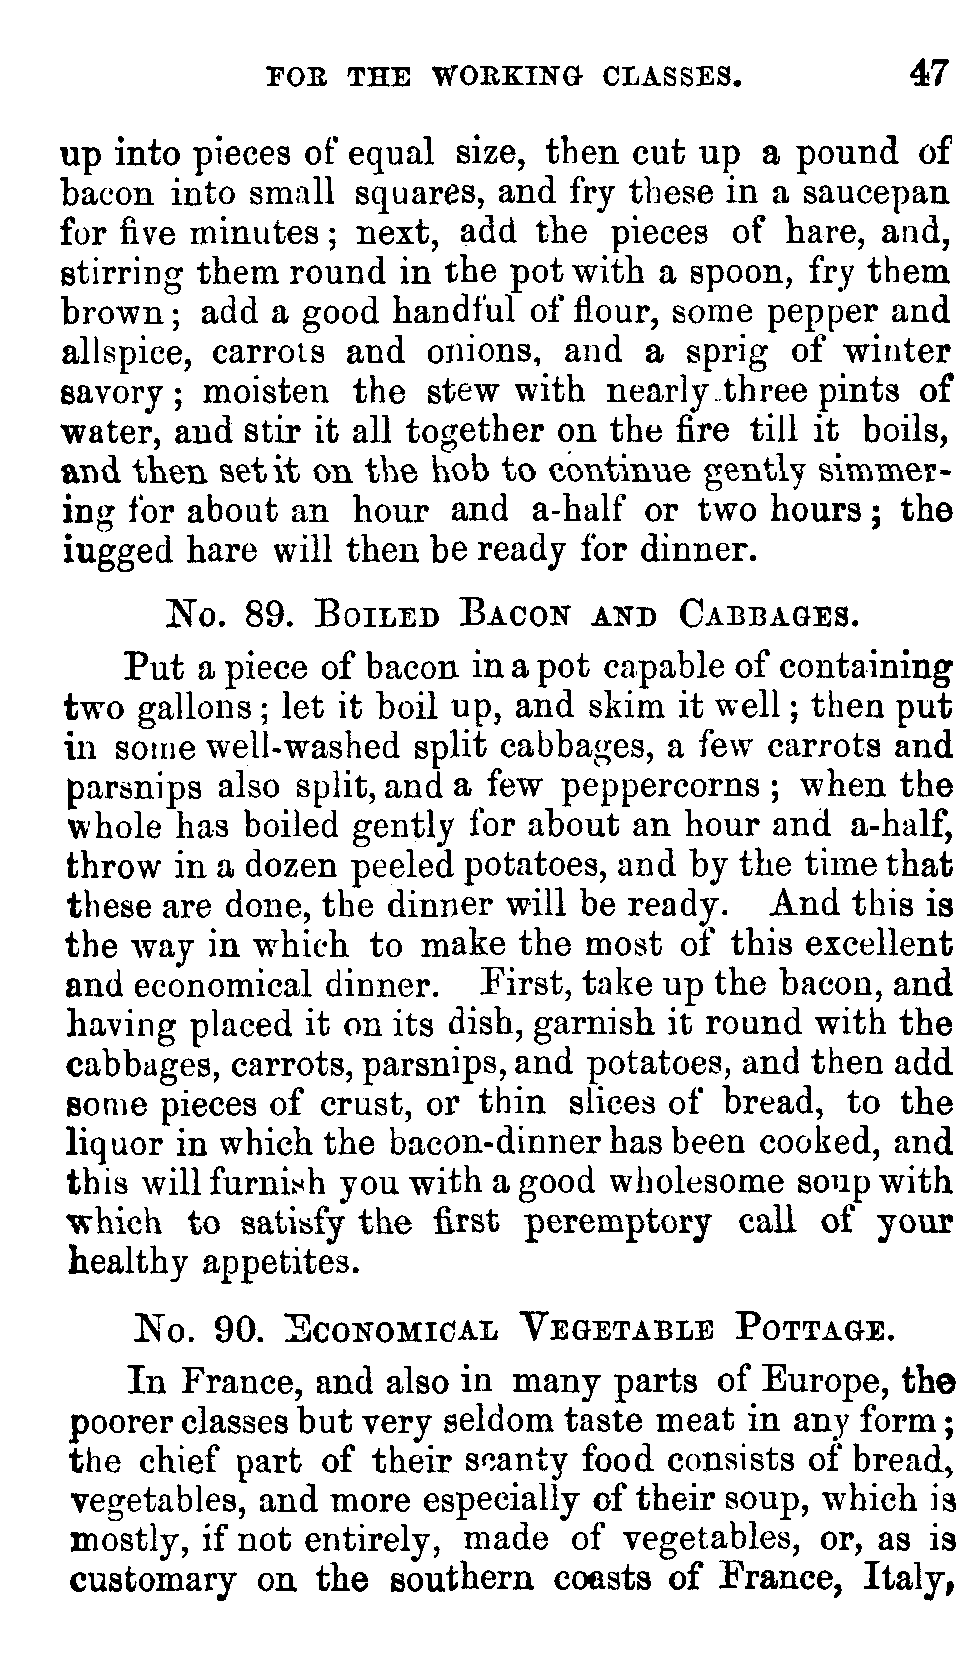 FOR THE WORKING CLASSES. 47
up into pieces of equal size, then cut up a pound of
bacon into small squares, and fry these in a saucepan
for five minutes; next, add the pieces of hare, and,
stirring them round in the pot with a spoon, fry them
brown; add a good handful of flour, some pepper and
allspice, carrots and onions, and a sprig of winter
savory; moisten the stew with nearly three pints of
water, and stir it all together on the fire till it boils,
and then set it on the hob to continue gently simmer-
ing for about an hour and a-half or two hours; the
iugged hare will then be ready for dinner.
No. 89. Boiled Bacon and Cabbages.
Put a piece of bacon in a pot capable of containing
two gallons; let it boil up, and skim it well; then put
in some well-washed split cabbages, a few carrots and
parsnips also split, and a few peppercorns; when the
whole has boiled gently for about an hour and a-half,
throw in a dozen peeled potatoes, and by the time that
these are done, the dinner will be ready. And this is
the way in which to make the most of this excellent
and economical dinner. First, take up the bacon, and
having placed it on its dish, garnish it round with the
cabbages, carrots, parsnips, and potatoes, and then add
some pieces of crust, or thin slices of bread, to the
liquor in which the bacon-dinner has been cooked, and
this will furnish you with a good wholesome soup with
which to satisfy the first peremptory call of your
healthy appetites.
No. 90. Economical Vegetable Pottage.
In France, and also in many parts of Europe, the
poorer classes but very seldom taste meat in any form;
the chief part of their scanty food consists of bread,
vegetables, and more especially of their soup, which is
mostly, if not entirely, made of vegetables, or, as is
customary on the southern coasts of France, Italy,